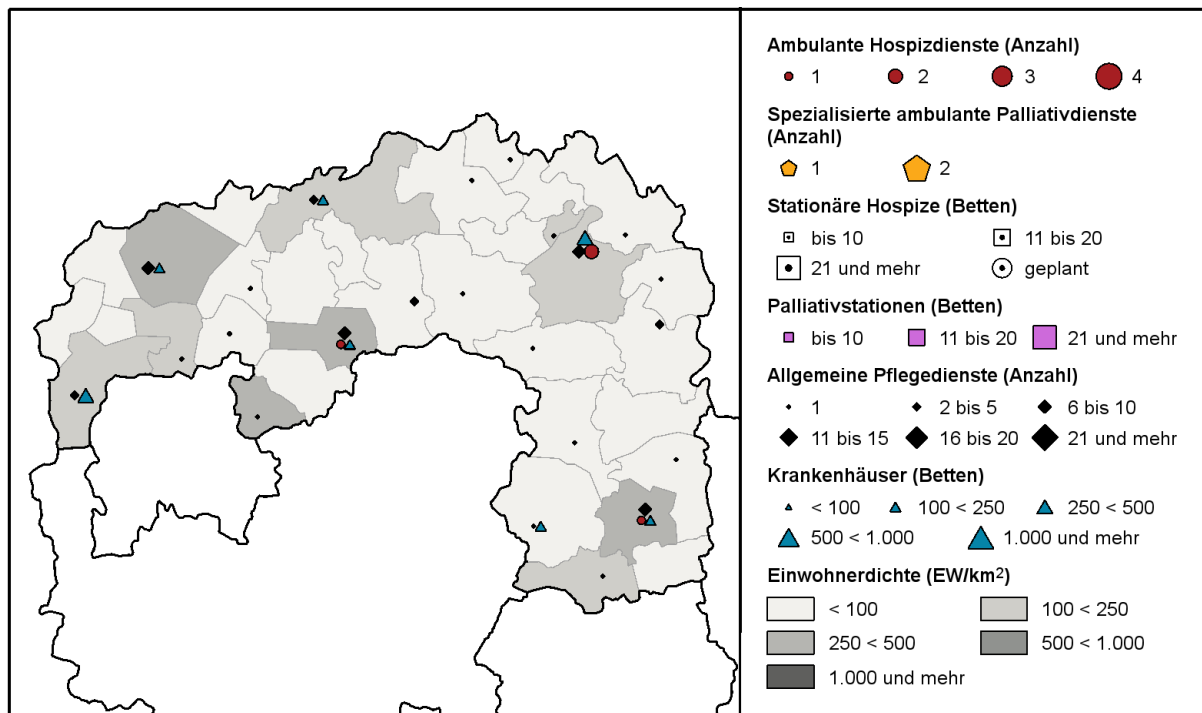 Ambulante Hospizdienste (Anzahl)
1 2 3 4
Spezialisierte ambulante Palliativdienste
(Anzahl)
1 2
Stationäre Hospize (Betten)
bis 10 11 bis 20
21 und mehr geplant
Palliativstationen (Betten)
bis 10 11 bis 20 21 und mehr
Allgemeine Pflegedienste (Anzahl)
1 2 bis 5 6 bis 10
11 bis 15 16 bis 20 21 und mehr
Krankenhäuser (Betten)
< 100 100 < 250 250 < 500
500 < 1.000 1.000 und mehr
Einwohnerdichte (EW/km²)
< 100 100 < 250
250 < 500 500 < 1.000
1.000 und mehr